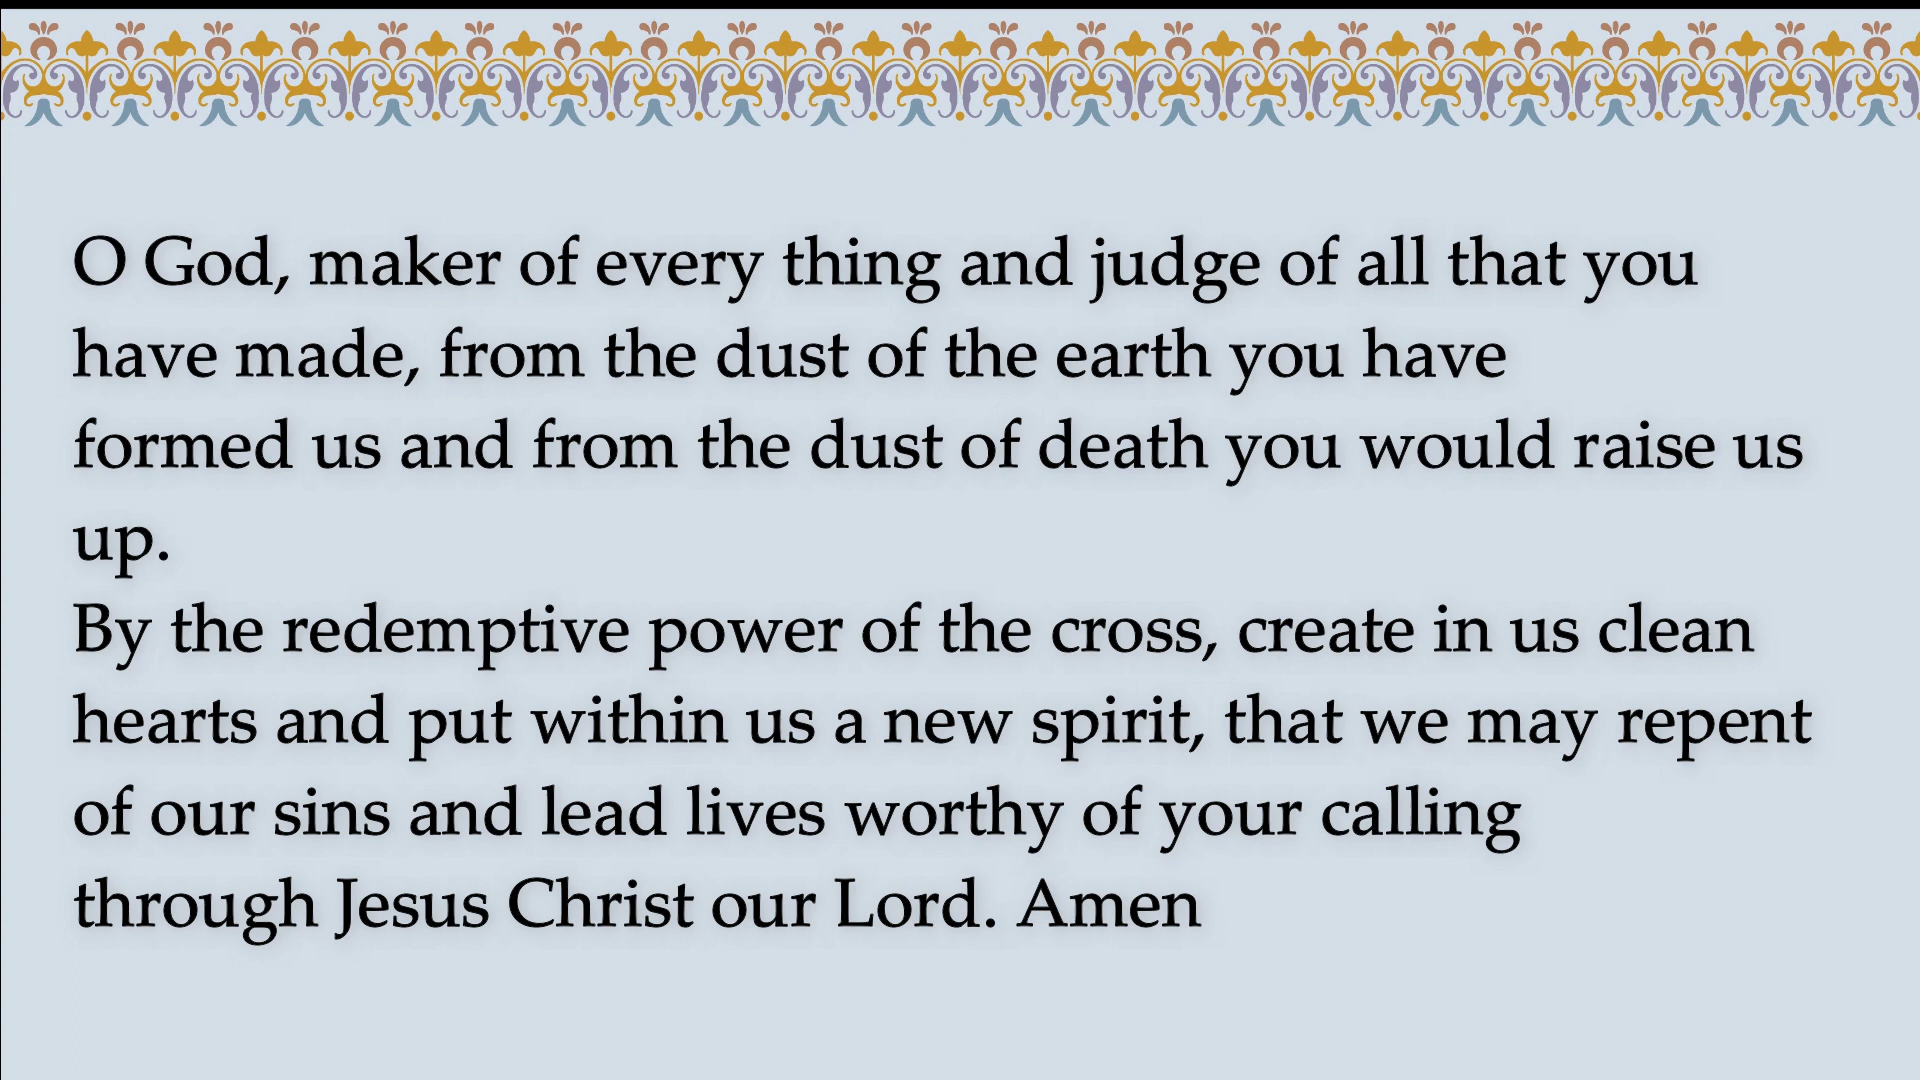 O God, maker of every thing and judge of all that you
have made, from the dust of the earth you have
formed us and from the dust of death you would raise us
up.
By the redemptive power of the cross, create in us clean
hearts and put within us a new spirit, that we may repent
of our sins and lead lives worthy of your calling
through Jesus Christ our Lord. Amen